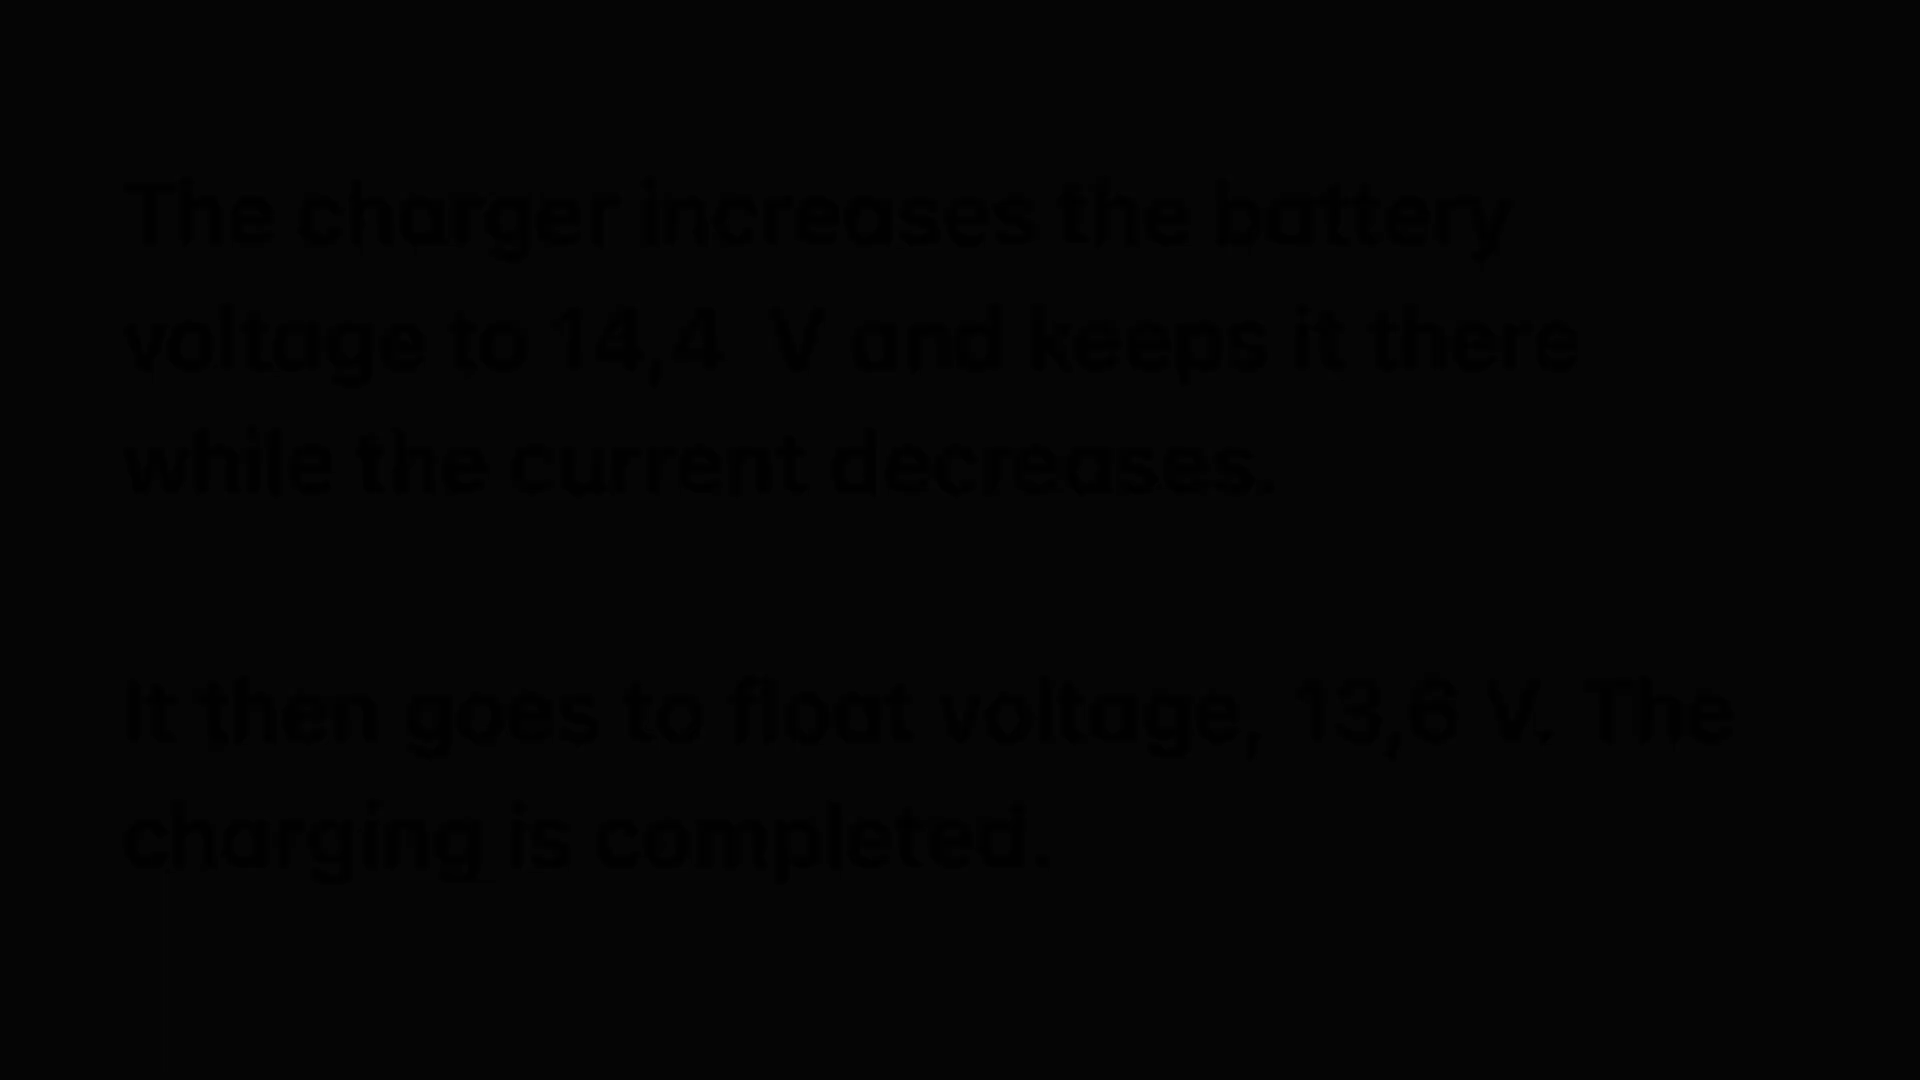 The charger increases the battery
voltage to 14,4  V and keeps it there
while the current decreases.
It then goes to float voltage, 13,6 V. The
charging is completed.